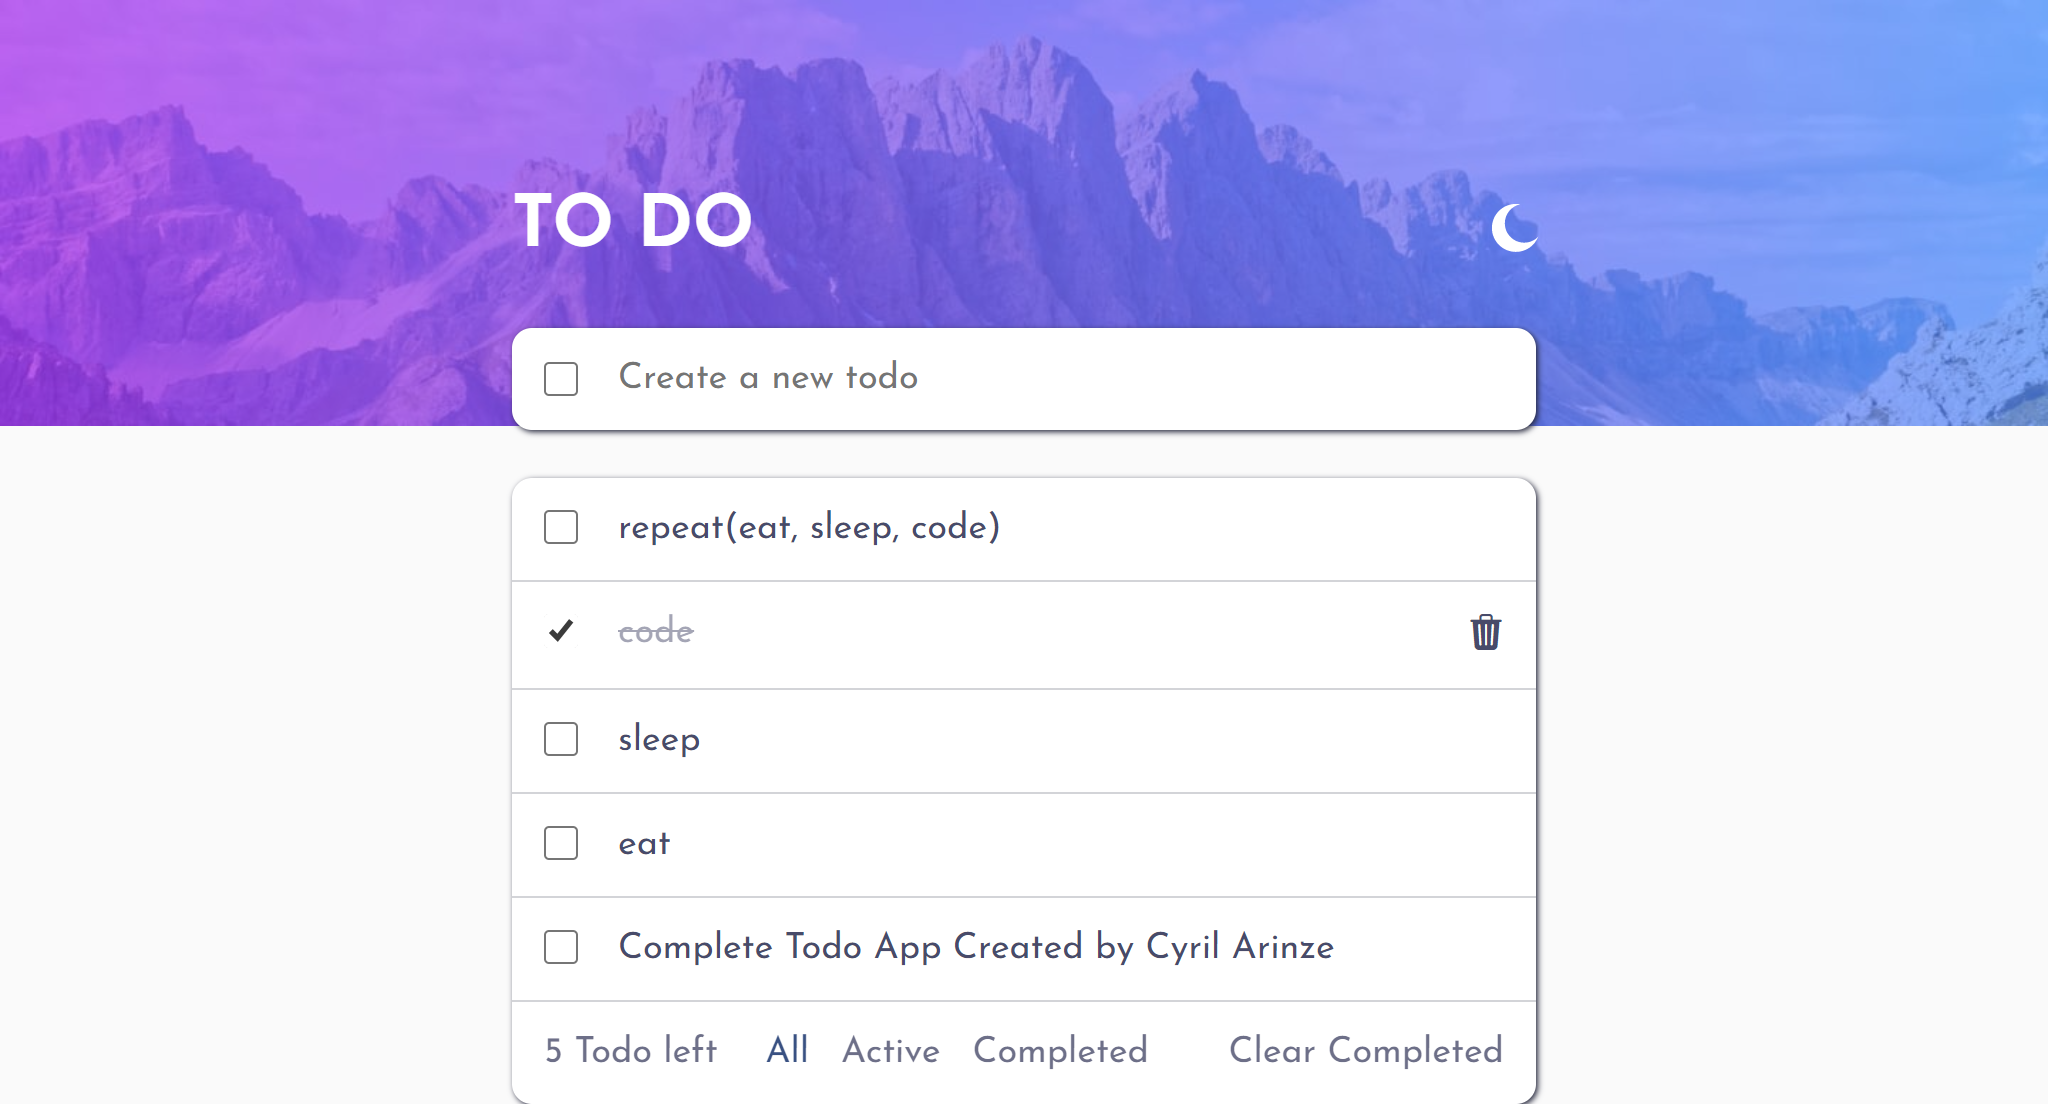 TO DO
Create a new todo
repeat(eat, sleep, code)
code
sleep
eat
Complete Todo App Created by Cyril Arinze
5 Todo left All Active Completed Clear Completed